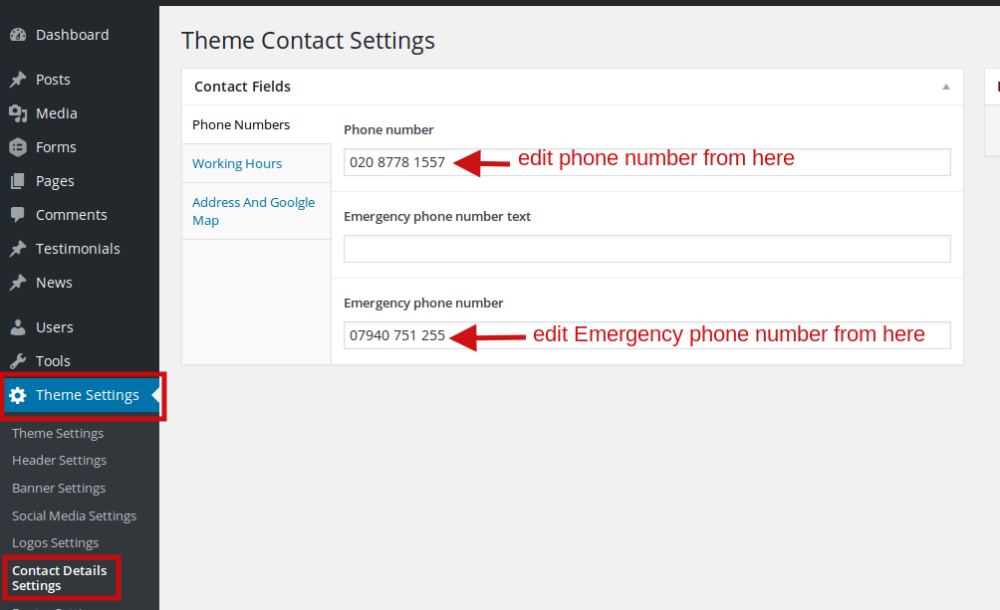 Dashboard
Posts
Media
Forms
Pages
Comments
Testimonials
News
Users
Tools
Theme Settings
Theme Settings
Header Settings
Banner Settings
Social Media Settings
Logos Settings
Contact Details
Settings
Theme Contact Settings
Contact Fields
Phone Numbers
Working Hours
Address And Goolgle
Map
Phone number
020 8778 1557
edit phone number from here
Emergency phone number text
Emergency phone number
07940 751 255
edit Emergency phone number from here